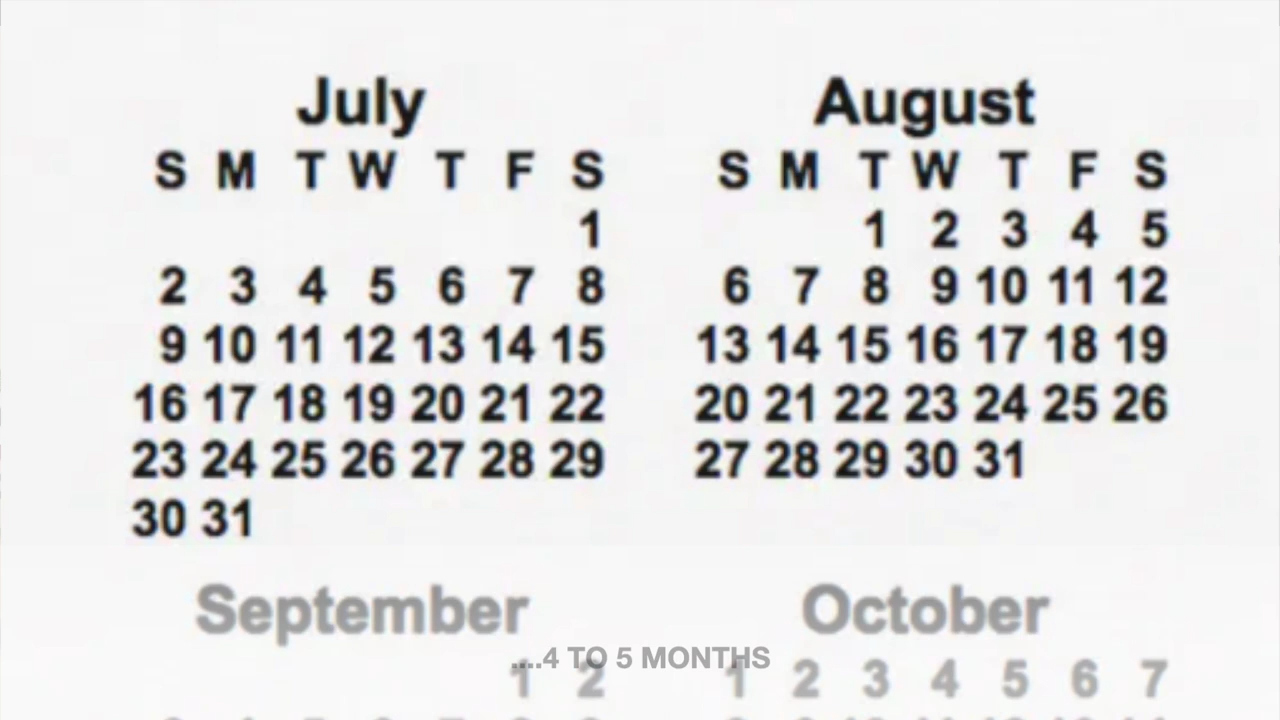 July August
S M T W T F S S M T W T F S
1 1 2 3 4 5
2 3 4 5 6 7 8 6 7 8 9 10 11 12
9 10 11 12 13 14 15 13 14 15 16 17 18 19
16 17 18 19 20 21 22 20 21 22 23 24 25 26
23 24 25 26 27 28 29 27 28 29 30 31
30 31
September October
....4 TO 5 MONTHS
1 2 1 2 3 4 5 6 7